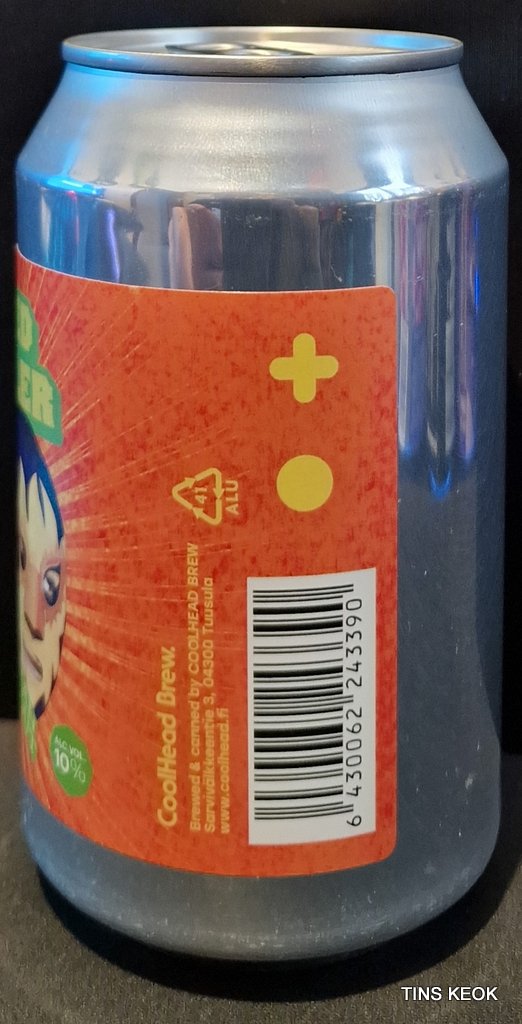 ER
41
ALU
CoolHead Brew.
Brewed & canned by COOLHEAD BREW
Sarvivälkkeentie 3, 04300 Tuusula
www.coolhead.fi
ALC. VOL.
10%
6 430062 243390
TINS KEOK